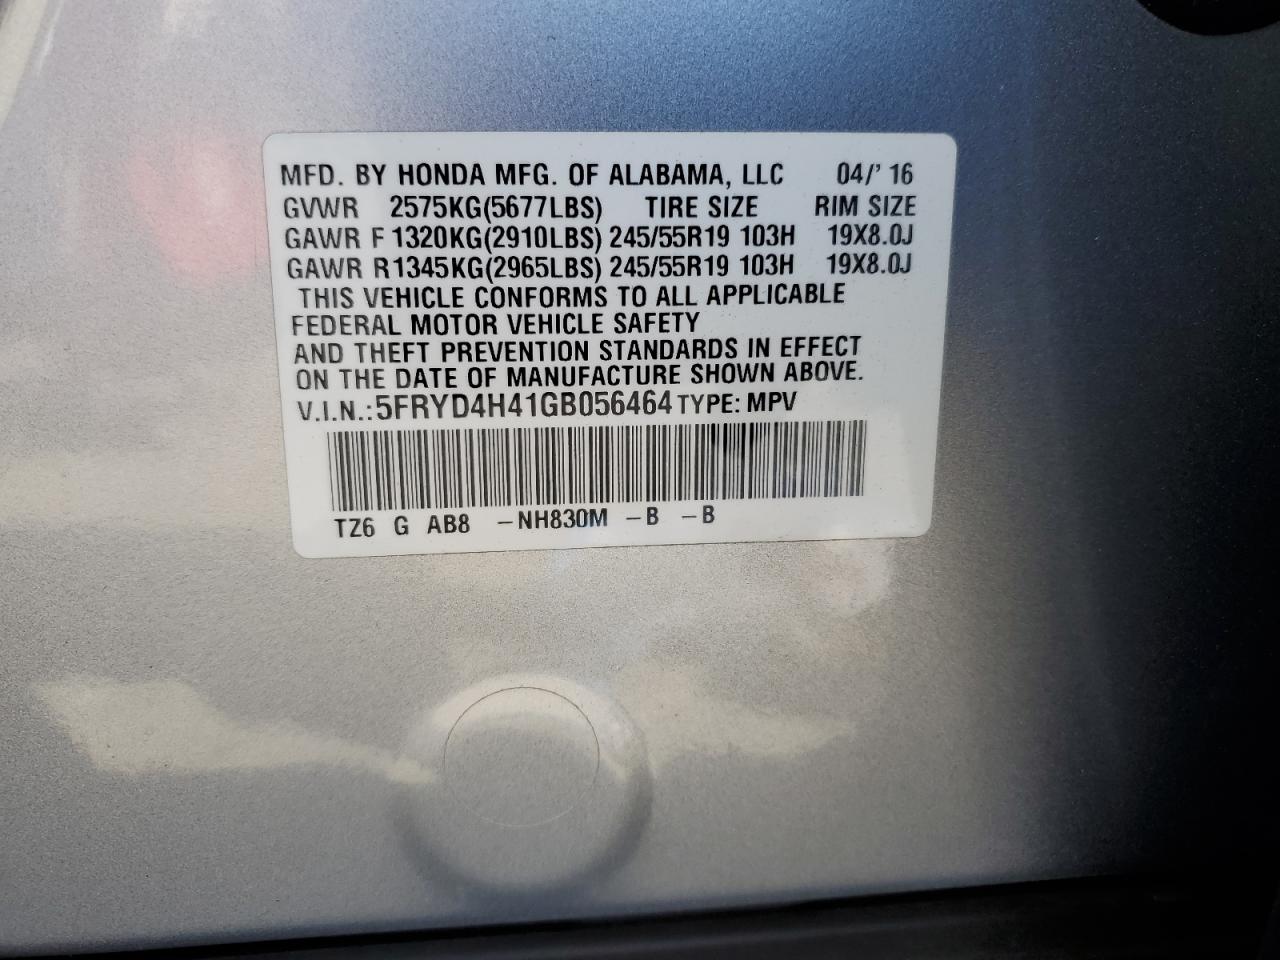 MFD. BY HONDA MFG. OF ALABAMA, LLC 04/' 16
GVWR 2575KG(5677LBS) TIRE SIZE RIM SIZE
GAWR F 1320KG(2910LBS) 245/55R19 103H 19X8.0J
GAWR R1345KG(2965LBS) 245/55R19 103H 19X8.0J
THIS VEHICLE CONFORMS TO ALL APPLICABLE
FEDERAL MOTOR VEHICLE SAFETY
AND THEFT PREVENTION STANDARDS IN EFFECT
ON THE DATE OF MANUFACTURE SHOWN ABOVE.
V.I.N.:5FRYD4H41GB056464 TYPE: MPV
TZ6 G AB8 -NH830M -B -B